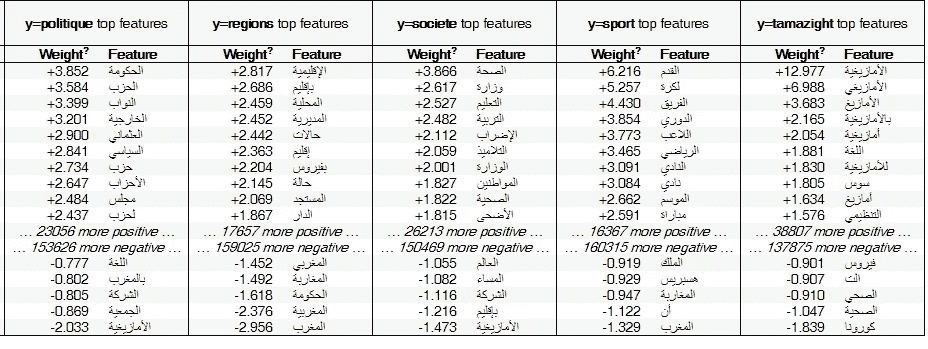 y=politique top features y=regions top features y=societe top features y=sport top features y=tamazight top features
Weight? Feature Weight? Feature Weight? Feature Weight? Feature Weight? Feature
+3.852 الحكومة +2.817 الإقليمية +3.866 الصحة +6.216 القدم +12.977 الأمازيغية
+3.584 الحزب +2.686 بإقليم +2.617 وزارة +5.257 لكرة +6.988 الأمازيغي
+3.399 النواب +2.459 المحلية +2.527 التعليم +4.430 الفريق +3.683 الأمازيغ
+3.201 الخارجية +2.452 المديرية +2.482 التربية +3.854 الدوري +2.165 بالأمازيغية
+2.900 العثماني +2.442 حالات +2.112 الإضراب +3.773 اللاعب +2.054 أمازيغية
+2.841 السياسي +2.363 إقليم +2.059 التلاميذ +3.465 الرياضي +1.881 اللغة
+2.734 حزب +2.204 بفيروس +2.001 الوزارة +3.091 النادي +1.830 للأمازيغية
+2.647 الأحزاب +2.145 حالة +1.827 المواطنين +3.084 نادي +1.805 سوس
+2.484 مجلس +2.069 المستجد +1.822 الصحية +2.662 الموسم +1.634 أمازيغ
+2.437 لحزب +1.867 الدار +1.815 الأضحى +2.591 مباراة +1.576 التنظيمي
… 23056 more positive … … 17657 more positive … … 26213 more positive … … 16367 more positive … … 38807 more positive …
… 153626 more negative … … 159025 more negative … … 150469 more negative … … 160315 more negative … … 137875 more negative …
-0.777 اللغة -1.452 المغربي -1.055 العالم -0.919 الملك -0.901 فيروس
-0.802 بالمغرب -1.492 المغاربة -1.082 المساء -0.929 هسبريس -0.907 الت
-0.805 الشركة -1.618 الحكومة -1.116 الشركة -0.947 المغاربة -0.910 الصحي
-0.869 الجمعية -2.376 المغربية -1.216 بإقليم -1.122 أن -1.047 الصحية
-2.033 الأمازيغية -2.956 المغرب -1.473 الأمازيغية -1.329 المغرب -1.839 كورونا